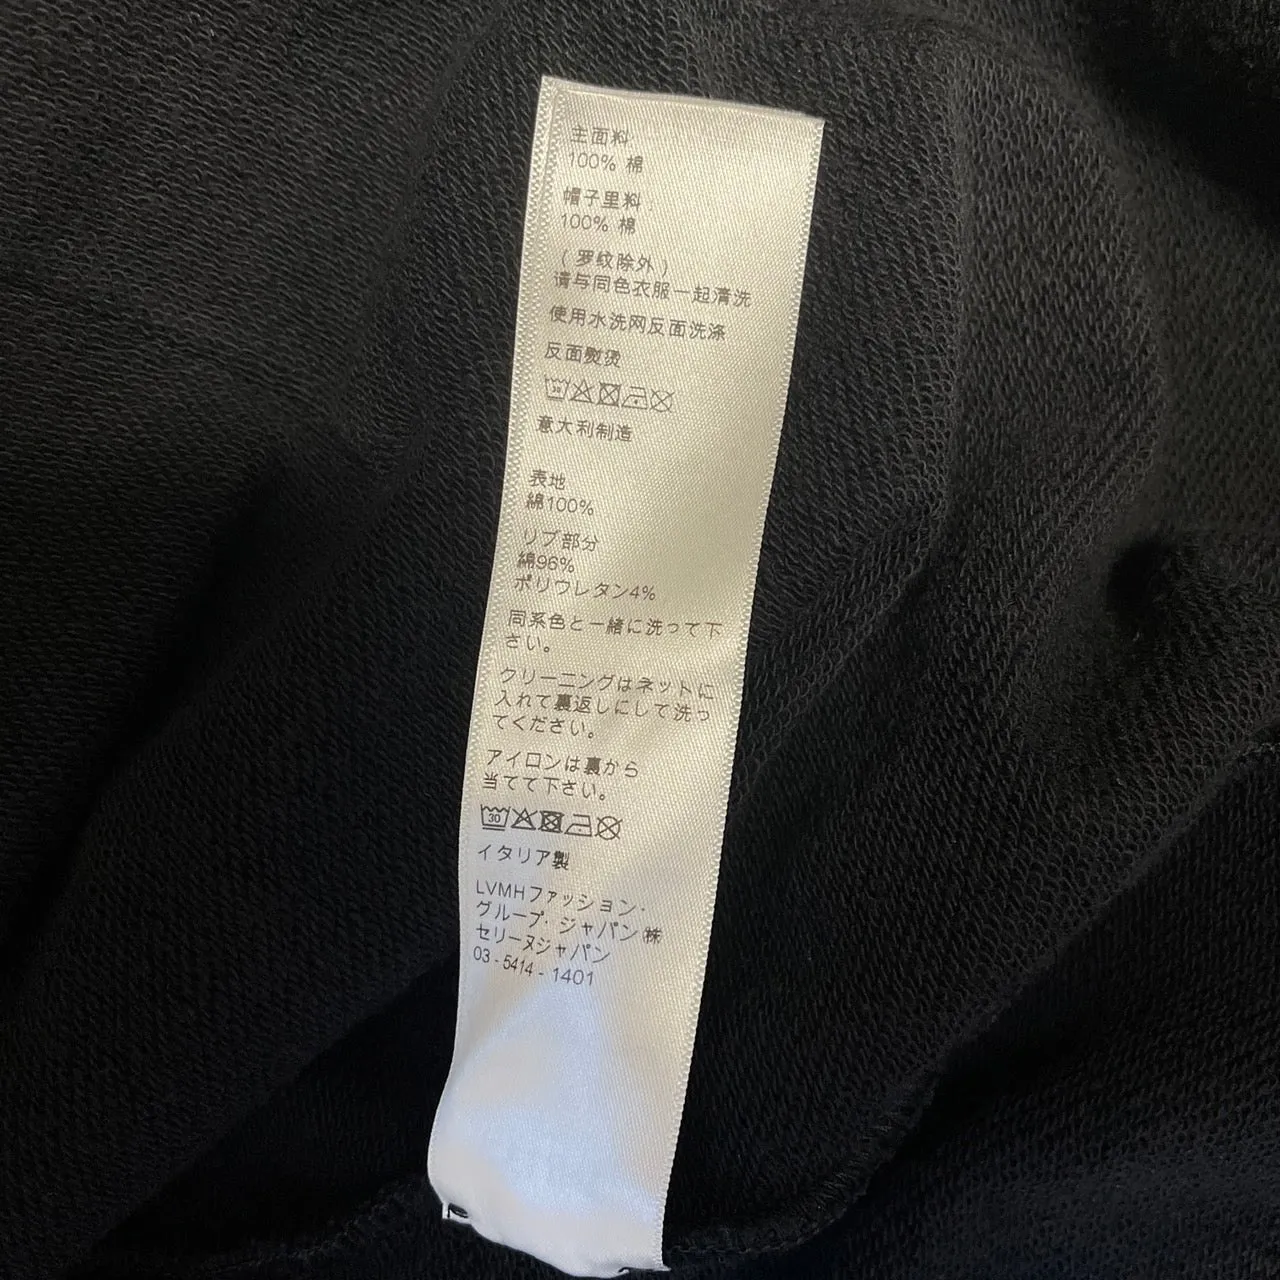 主面料:
100% 棉
帽子里料:
100% 棉
(罗纹除外)
请与同色衣服一起清洗
使用水洗网反面洗涤
反面熨烫
30
意大利制造
表地
綿100%
リブ部分
綿96%
ポリウレタン4%
同系色と一緒に洗って下
さい。
クリーニングはネットに
入れて裏返しにして洗っ
てください。
アイロンは裏から
当てて下さい。
30
イタリア製
LVMHファッション・
グループ・ジャパン㈱
セリーヌジャパン
03-5414-1401